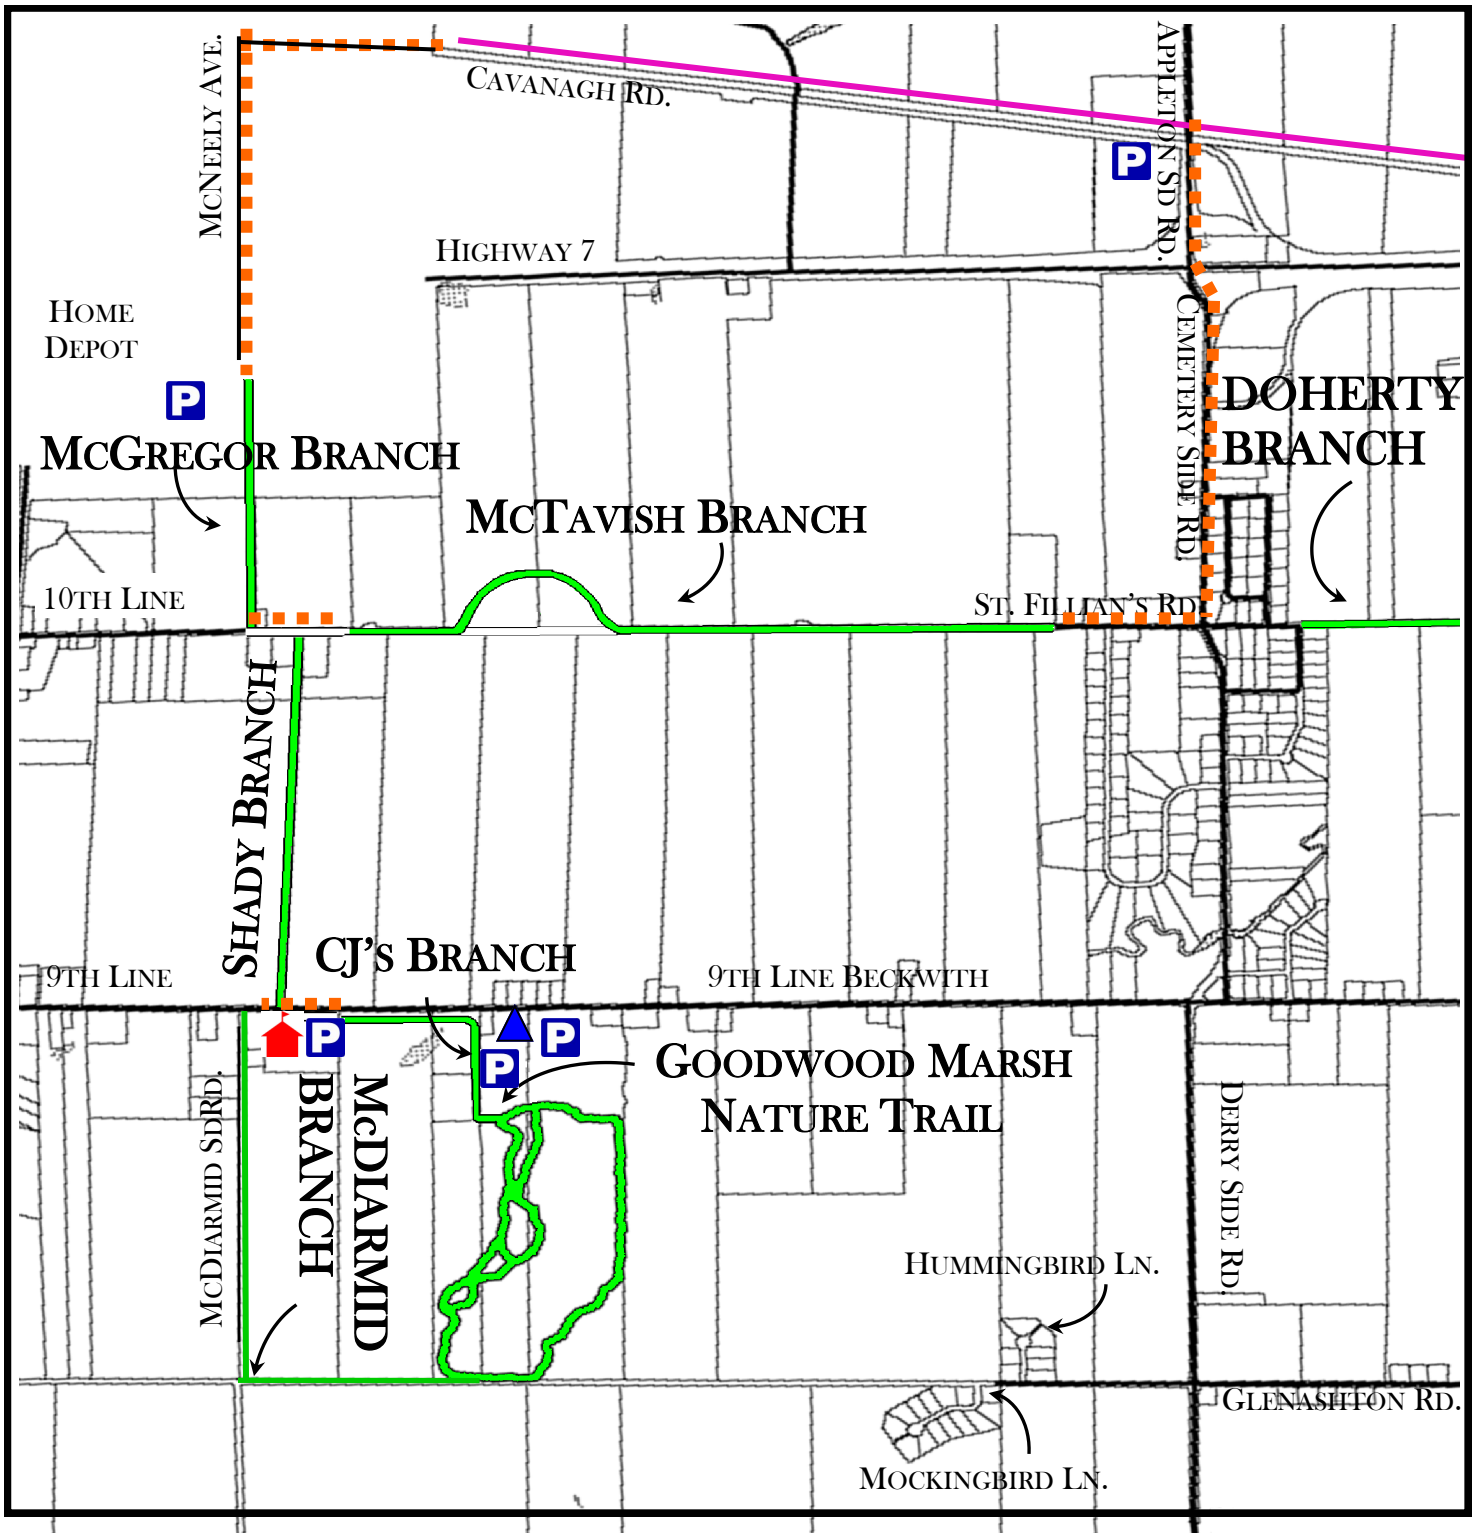 McNeely Ave.
Cavanagh Rd.
Appleton SD Rd.
P
Highway 7
Home
Depot
P
Cemetery Side Rd.
DOHERTY
BRANCH
McGregor Branch
McTavish Branch
10th Line
St. Fillian's Rd.
Shady Branch
CJ's Branch
9th Line
9th Line Beckwith
P
P
P
Goodwood Marsh
Nature Trail
McDiarmid SdRd.
McDIARMID
BRANCH
Derry Side Rd.
Hummingbird Ln.
Glenashton Rd.
Mockingbird Ln.